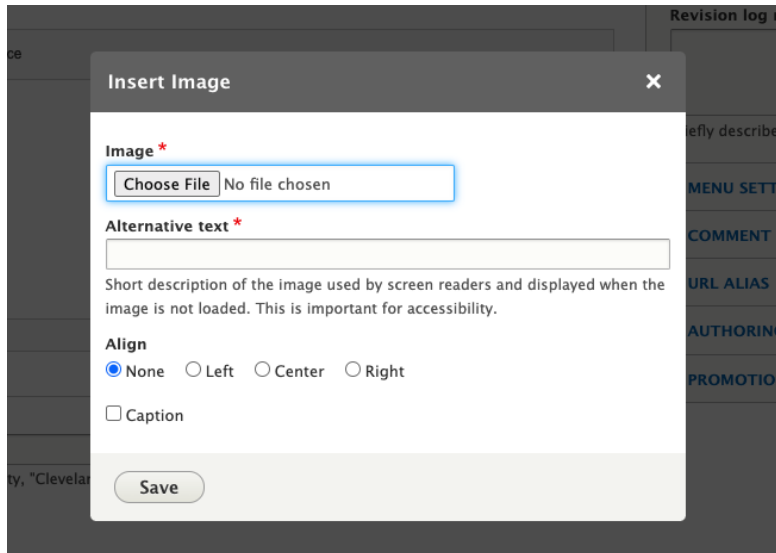 Revision log
ce
Insert Image
iefly describe
Image *
Choose File No file chosen
MENU SETT
Alternative text *
COMMENT
Short description of the image used by screen readers and displayed when the
image is not loaded. This is important for accessibility.
URL ALIAS
Align
AUTHORIN
None Left Center Right
PROMOTIO
Caption
ty, "Clevelan
Save